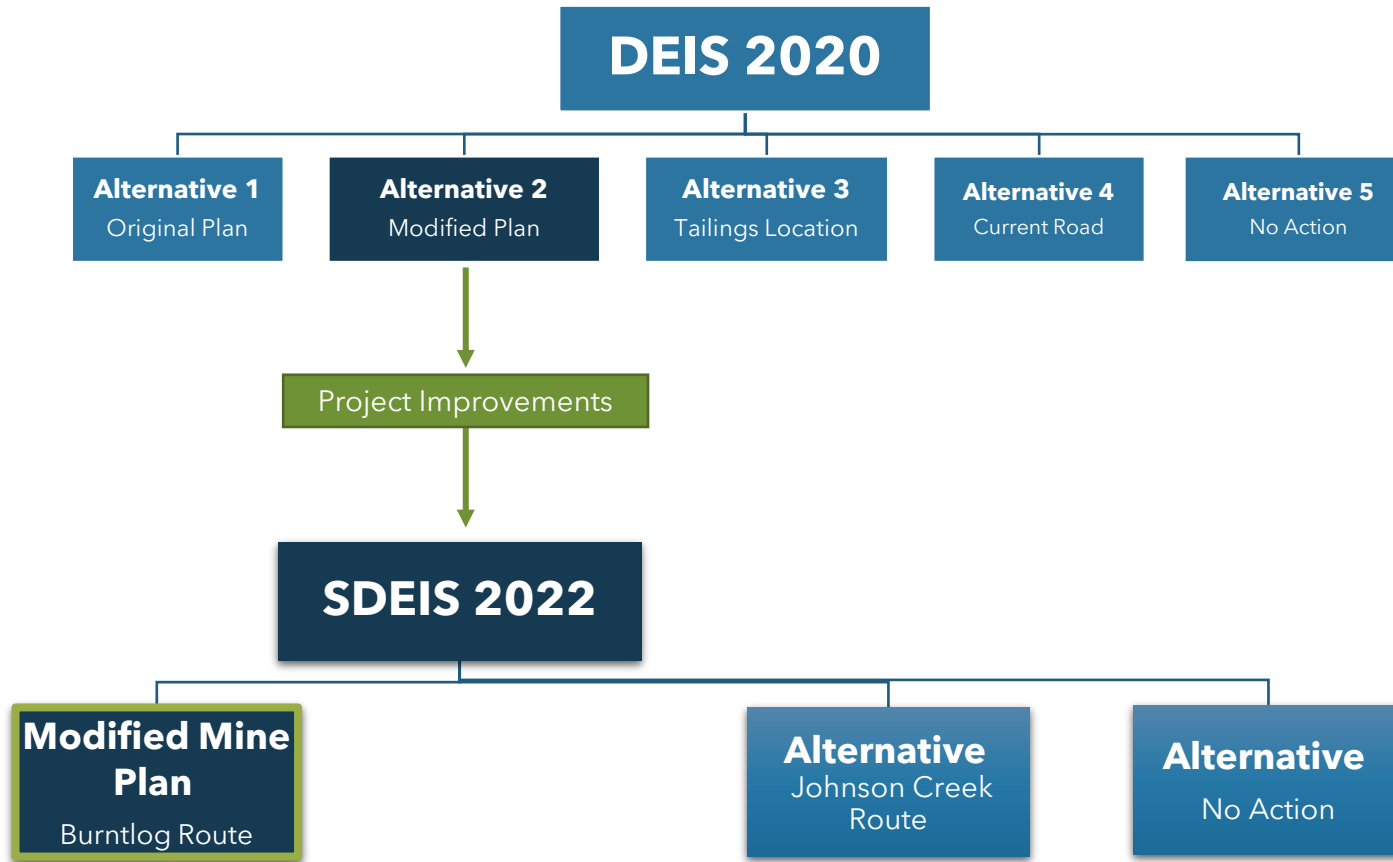 DEIS 2020
Alternative 1
Original Plan
Alternative 2
Modified Plan
Alternative 3
Tailings Location
Alternative 4
Current Road
Alternative 5
No Action
Project Improvements
SDEIS 2022
Modified Mine
Plan
Burntlog Route
Alternative
Johnson Creek
Route
Alternative
No Action